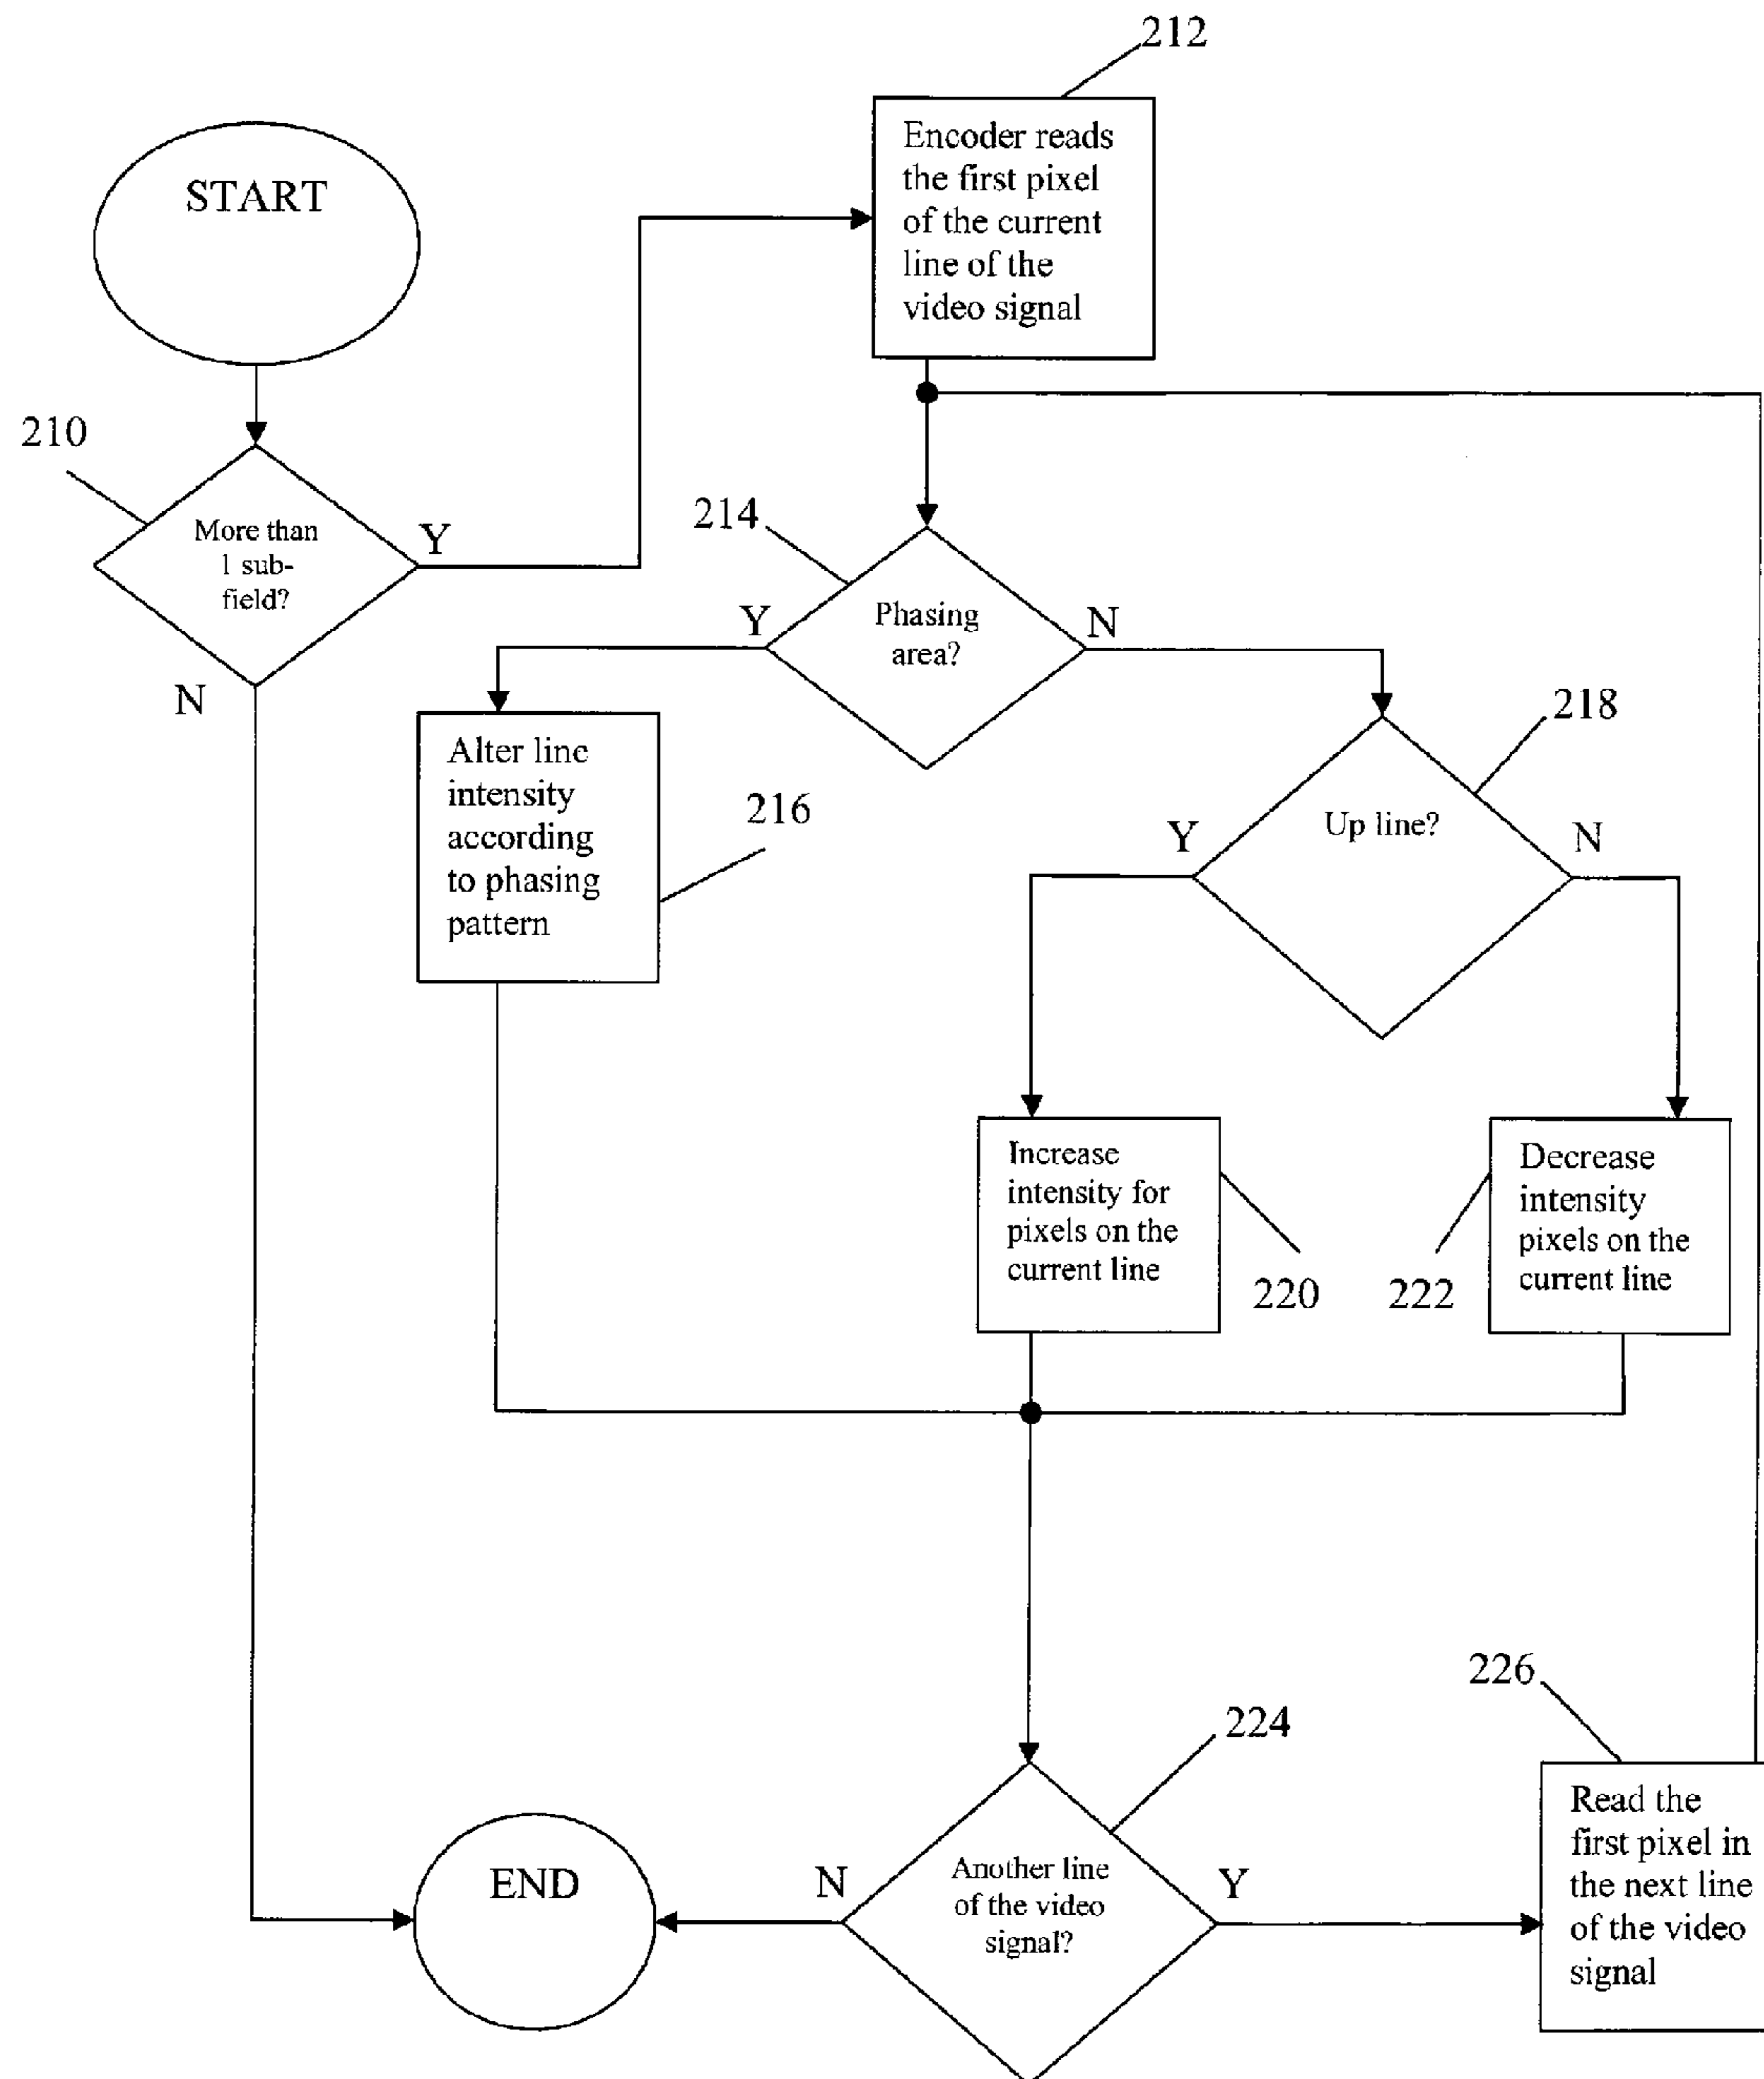 212
Encoder reads
the first pixel
of the current
line of the
video signal
START
210
More than
1 sub-
field?
Y
N
214
Phasing
area?
Y
N
Alter line
intensity
according
to phasing
pattern
216
218
Up line?
Y
N
Increase
intensity for
pixels on the
current line
220
Decrease
intensity
pixels on the
current line
222
224
Another line
of the video
signal?
N
Y
END
226
Read the
first pixel in
the next line
of the video
signal